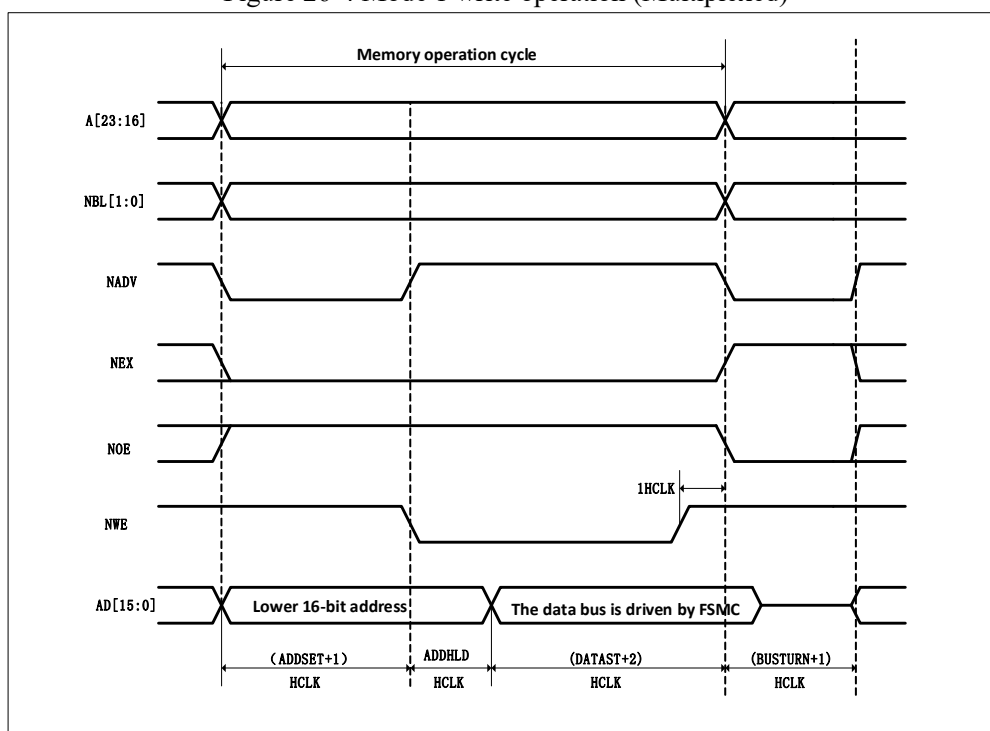 Memory operation cycle
A[23:16]
NBL[1:0]
NADV
NEX
NOE
1HCLK
NWE
AD[15:0]
Lower 16-bit address
The data bus is driven by FSMC
(ADDSET+1)
ADDHLD
(DATAST+2)
(BUSTURN+1)
HCLK
HCLK
HCLK
HCLK